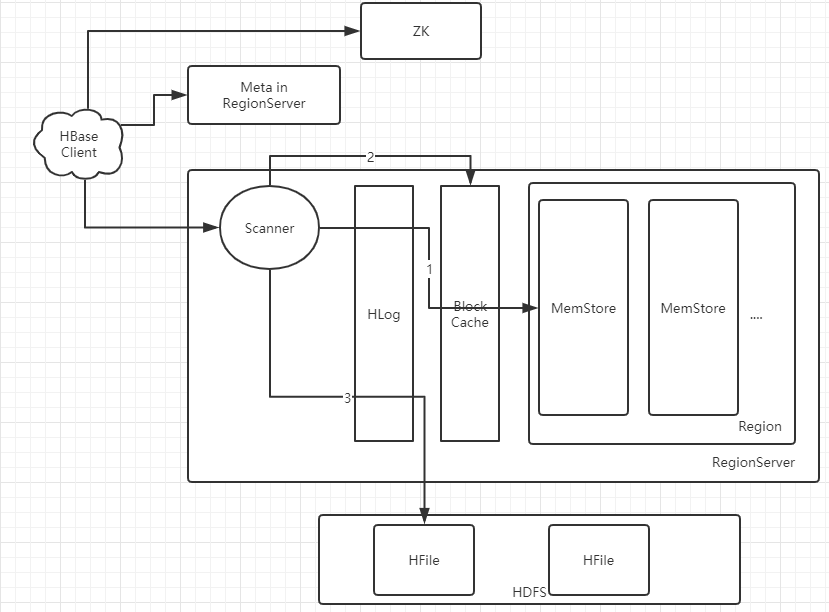 ZK
Meta in
RegionServer
HBase
Client
2
Scanner
1
HLog
Block
Cache
MemStore
MemStore
....
3
Region
RegionServer
HFile
HFile
HDFS